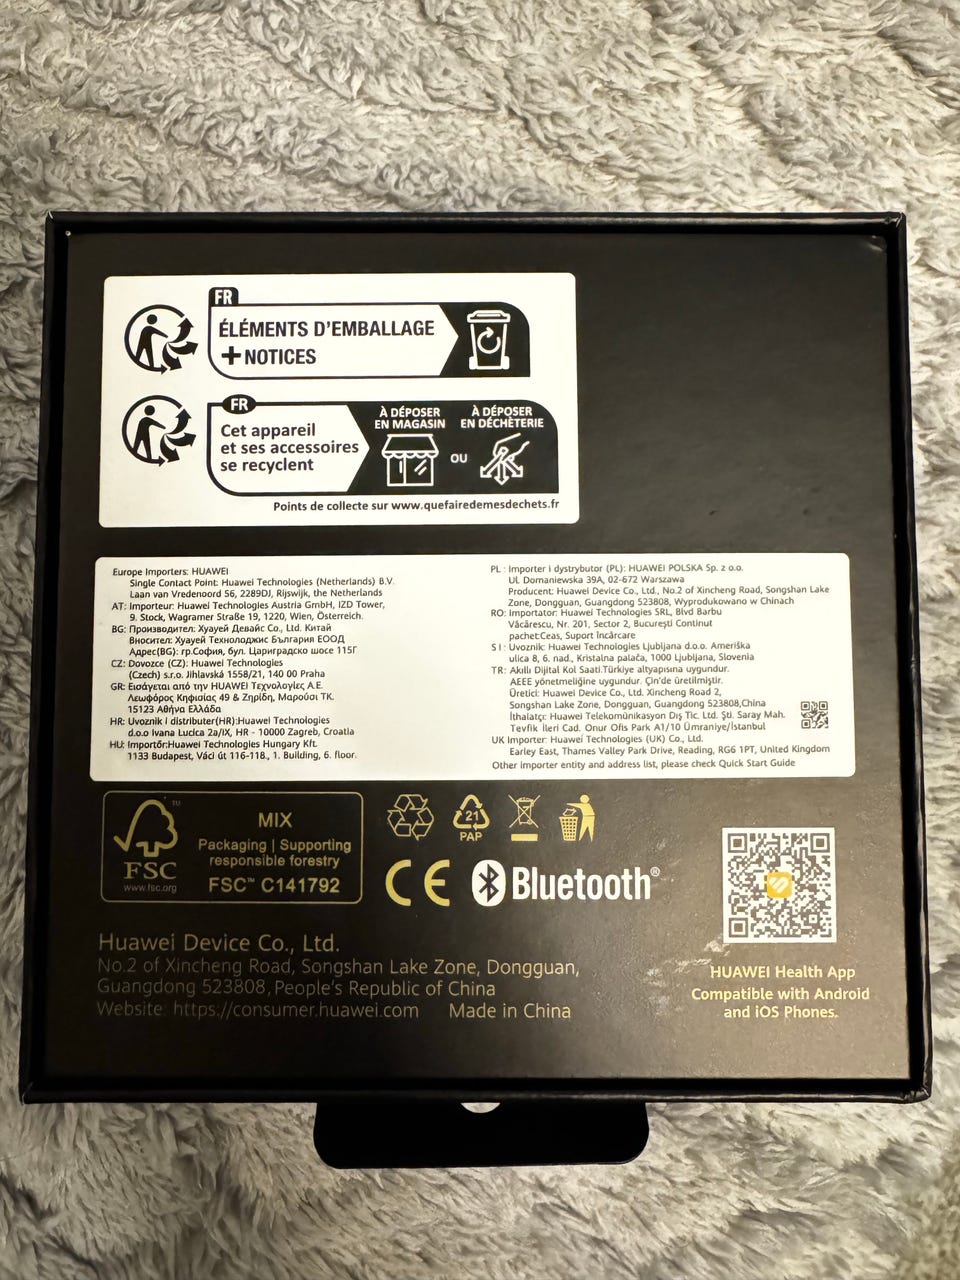 FR
ÉLÉMENTS D'EMBALLAGE
+ NOTICES
FR
Cet appareil
et ses accessoires
se recyclent
À DÉPOSER
EN MAGASIN
OU
À DÉPOSER
EN DÉCHÈTERIE
Points de collecte sur www.quefairedemesdechets.fr
Europe Importers: HUAWEI
Single Contact Point: Huawei Technologies (Netherlands) B.V.
Laan van Vredenoord 56, 2289DJ, Rijswijk, the Netherlands
AT: Importeur: Huawei Technologies Austria GmbH, IZD Tower,
9. Stock, Wagramer Straße 19, 1220, Wien, Österreich.
BG: Производител: Хуауей Девайс Со., Ltd. Китай
Вносител: Хуауей Технолоджис България ЕООД
Адрес(BG): гр.София, бул. Цариградско шосе 115Г
CZ: Dovozce (CZ): Huawei Technologies
(Czech) s.r.o. Jihlavská 1558/21, 140 00 Praha
GR: Εισάγεται από την HUAWEI Τεχνολογίες Α.Ε.
Λεωφόρος Κηφισίας 49 & Ζηρίδη, Μαρούσι ΤΚ.
15123 Αθήνα Ελλάδα
HR: Uvoznik i distributer(HR):Huawei Technologies
d.o.o Ivana Lucica 2a/IX, HR - 10000 Zagreb, Croatia
HU: Importőr:Huawei Technologies Hungary Kft.
1133 Budapest, Váci út 116-118., 1. Building, 6. floor.
PL : Importer i dystrybutor (PL): HUAWEI POLSKA Sp. z o.o.
Ul. Domaniewska 39A, 02-672 Warszawa
Producent: Huawei Device Co., Ltd., No.2 of Xincheng Road, Songshan Lake
Zone, Dongguan, Guangdong 523808, Wyprodukowano w Chinach
RO: Importator: Huawei Technologies SRL, Blvd Barbu
Văcărescu, Nr. 201, Sector 2, București Continut
pachet:Ceas, Suport încărcare
S I : Uvoznik: Huawei Technologies Ljubljana d.o.o. Ameriška
ulica 8, 6. nad., Kristalna palača, 1000 Ljubljana, Slovenia
TR: Akıllı Dijital Kol Saati.Türkiye altyapısına uygundur.
AEEE yönetmeliğine uygundur. Çin'de üretilmiştir.
Üretici: Huawei Device Co., Ltd. Xincheng Road 2,
Songshan Lake Zone, Dongguan, Guangdong 523808,China
İthalatçı: Huawei Telekomünikasyon Dış Tic. Ltd. Şti. Saray Mah.
Tevfik İleri Cad. Onur Ofis Park A1/10 Ümraniye/İstanbul
UK Importer: Huawei Technologies (UK) Co., Ltd.
Earley East, Thames Valley Park Drive, Reading, RG6 1PT, United Kingdom
Other importer entity and address list, please check Quick Start Guide
FSC
www.fsc.org
MIX
Packaging | Supporting
responsible forestry
FSC™ C141792
21
PAP
CE
Bluetooth®
Huawei Device Co., Ltd.
No.2 of Xincheng Road, Songshan Lake Zone, Dongguan,
Guangdong 523808, People's Republic of China
Website: https://consumer.huawei.com Made in China
HUAWEI Health App
Compatible with Android
and iOS Phones.